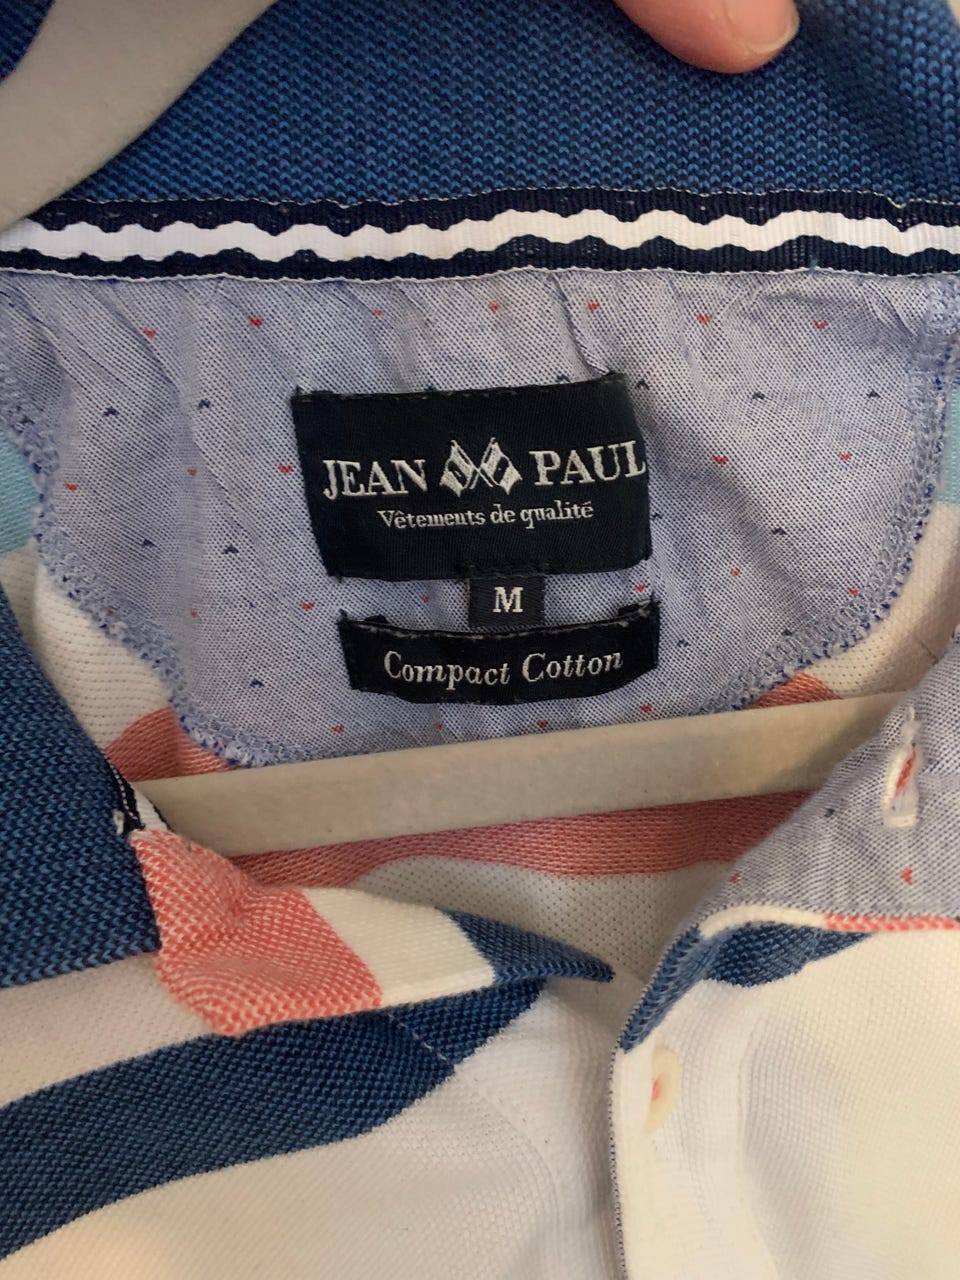 JEAN PAUL
Vêtements de qualité
M
Compact Cotton